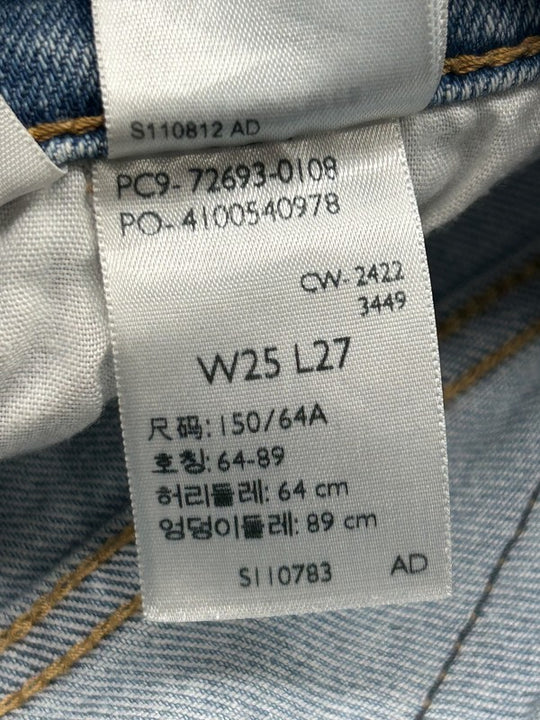 S110812 AD
PC9-72693-0108
PO-4100540978
CW-2422
3449
W25 L27
尺码:150/64A
호칭:64-89
허리둘레: 64 cm
엉덩이둘레: 89 cm
S110783 AD